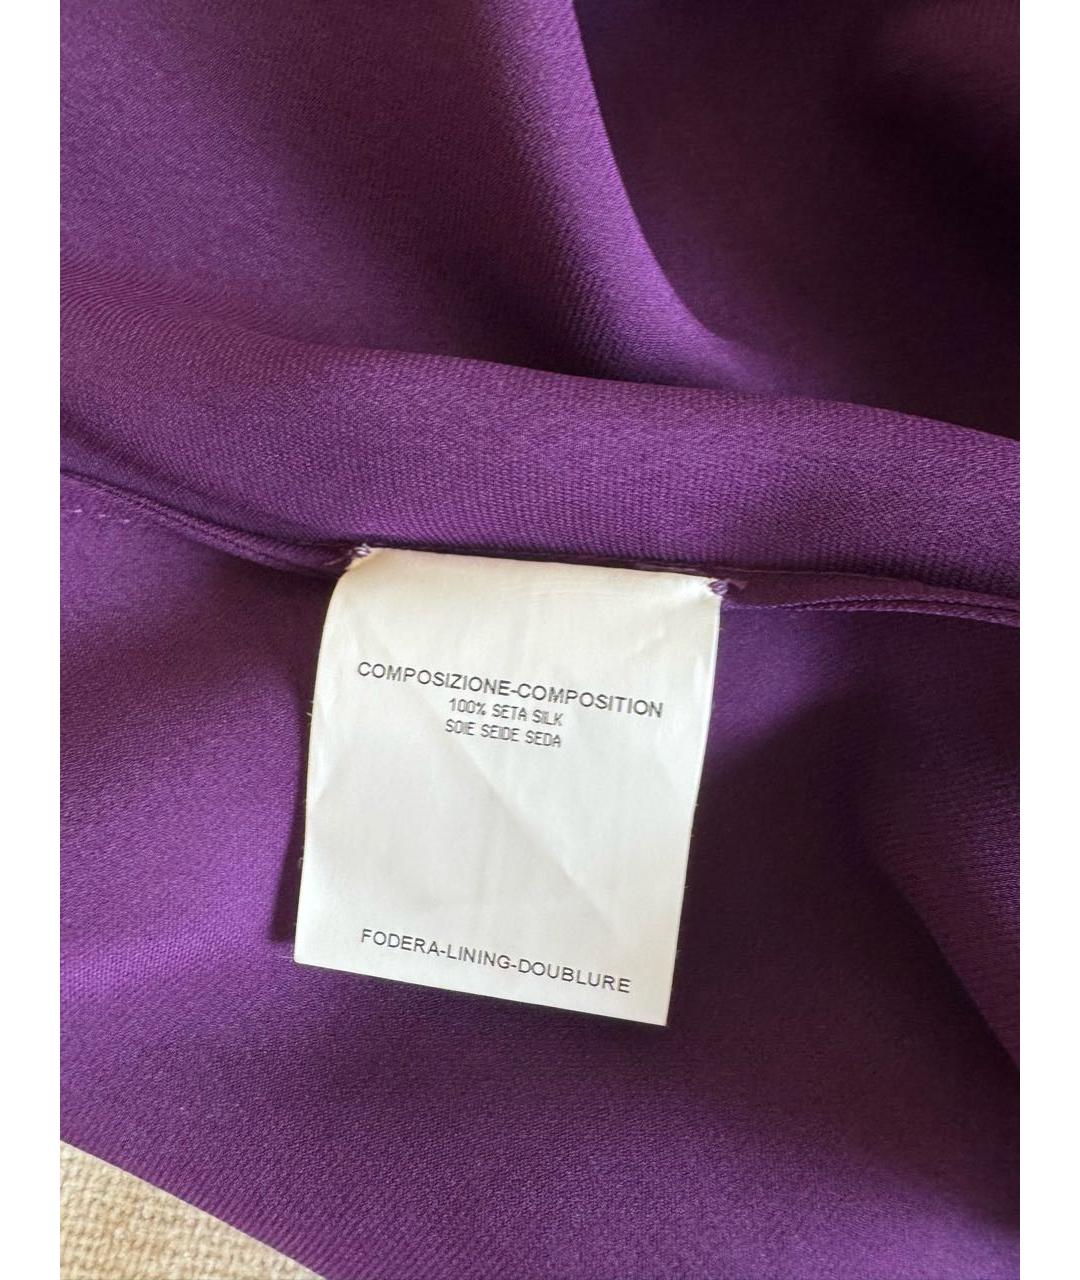 COMPOSIZIONE-COMPOSITION
100% SETA SILK
SOIE SEIDE SEDA
FODERA-LINING-DOUBLURE